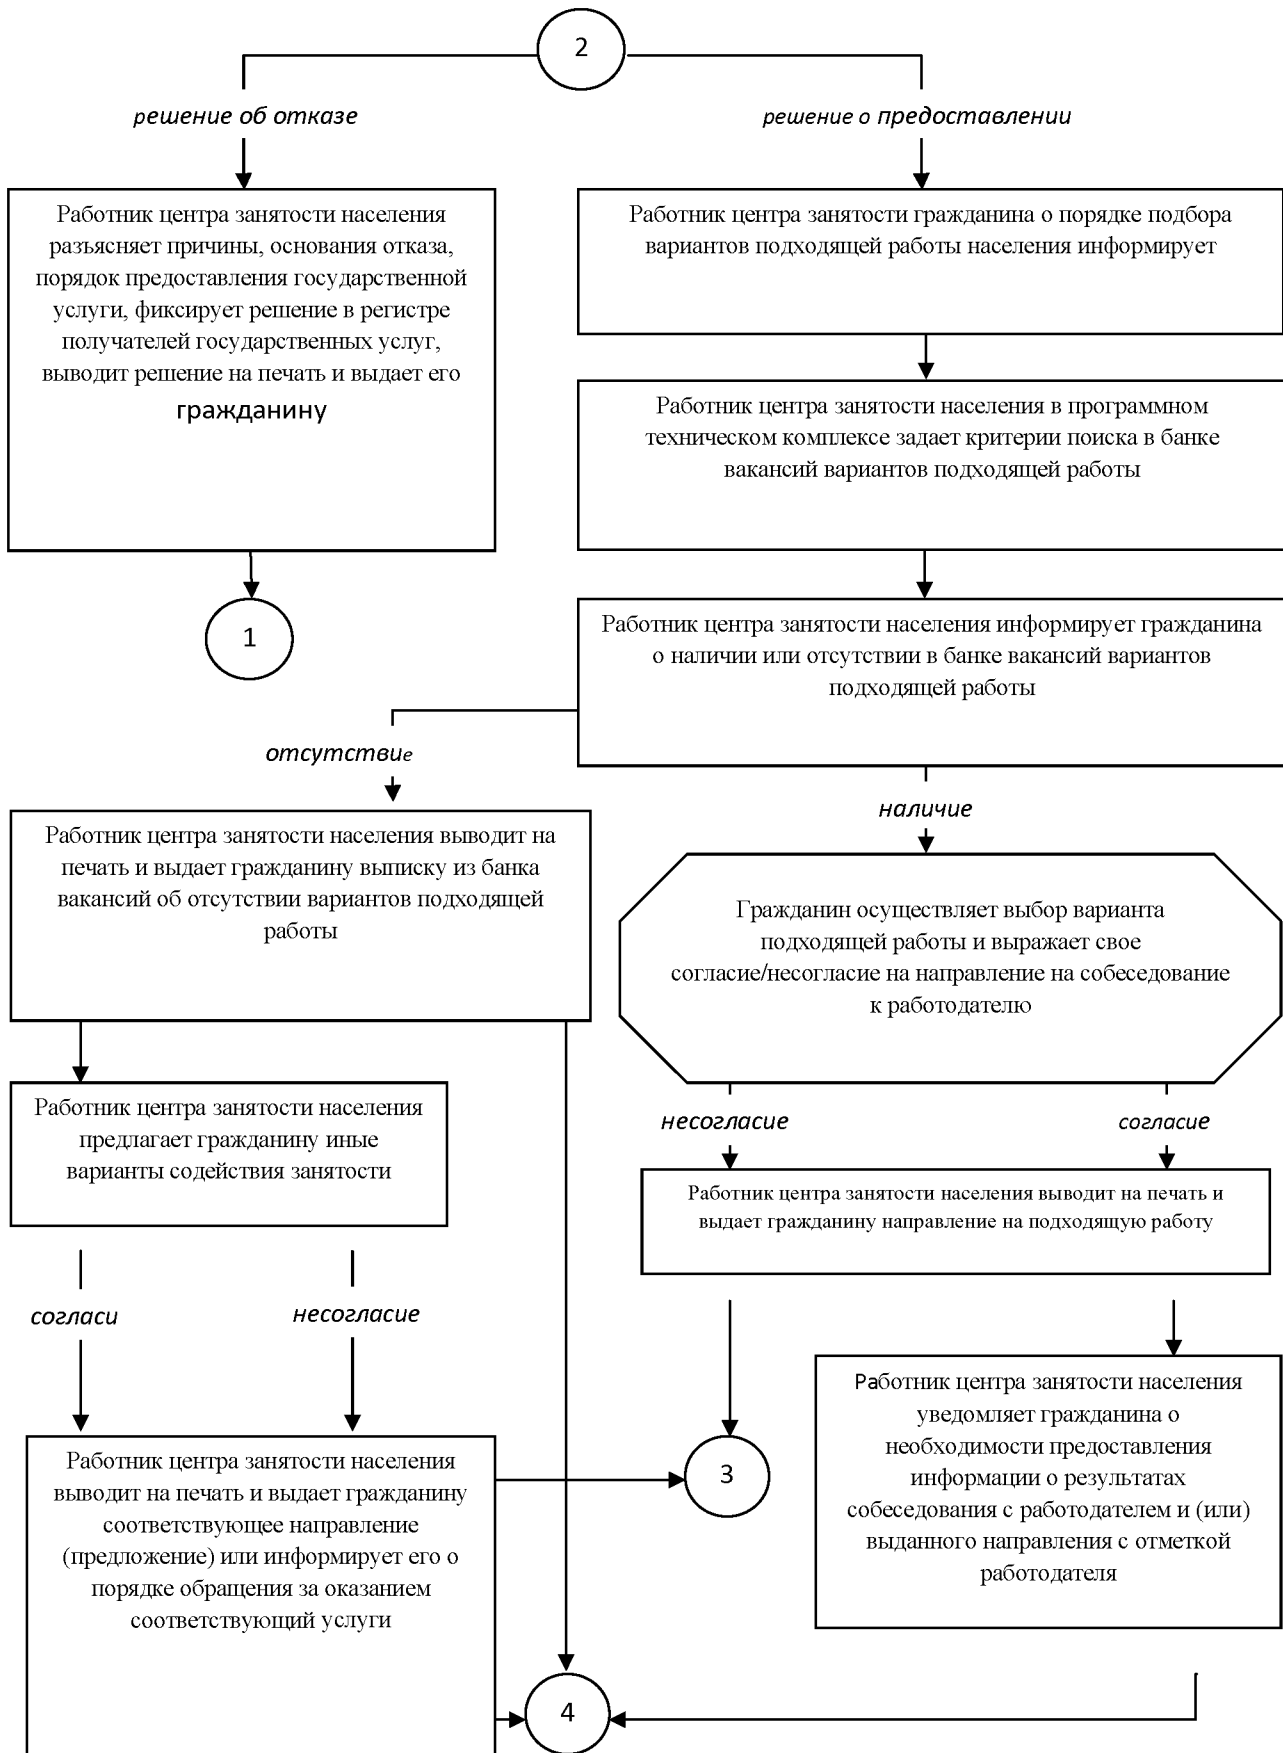 2
решение об отказе
решение о предоставлении
Работник центра занятости населения
разъясняет причины, основания отказа,
порядок предоставления государственной
услуги, фиксирует решение в регистре
получателей государственных услуг,
выводит решение на печать и выдает его
гражданину
Работник центра занятости гражданина о порядке подбора
вариантов подходящей работы населения информирует
Работник центра занятости населения в программном
техническом комплексе задает критерии поиска в банке
вакансий вариантов подходящей работы
1
Работник центра занятости населения информирует гражданина
о наличии или отсутствии в банке вакансий вариантов
подходящей работы
отсутствие
наличие
Работник центра занятости населения выводит на
печать и выдает гражданину выписку из банка
вакансий об отсутствии вариантов подходящей
работы
Гражданин осуществляет выбор варианта
подходящей работы и выражает свое
согласие/несогласие на направление на собеседование
к работодателю
Работник центра занятости населения
предлагает гражданину иные
варианты содействия занятости
несогласие
согласие
Работник центра занятости населения выводит на печать и
выдает гражданину направление на подходящую работу
согласи
несогласие
Работник центра занятости населения
выводит на печать и выдает гражданину
соответствующее направление
(предложение) или информирует его о
порядке обращения за оказанием
соответствующий услуги
3
Работник центра занятости населения
уведомляет гражданина о
необходимости предоставления
информации о результатах
собеседования с работодателем и (или)
выданного направления с отметкой
работодателя
4